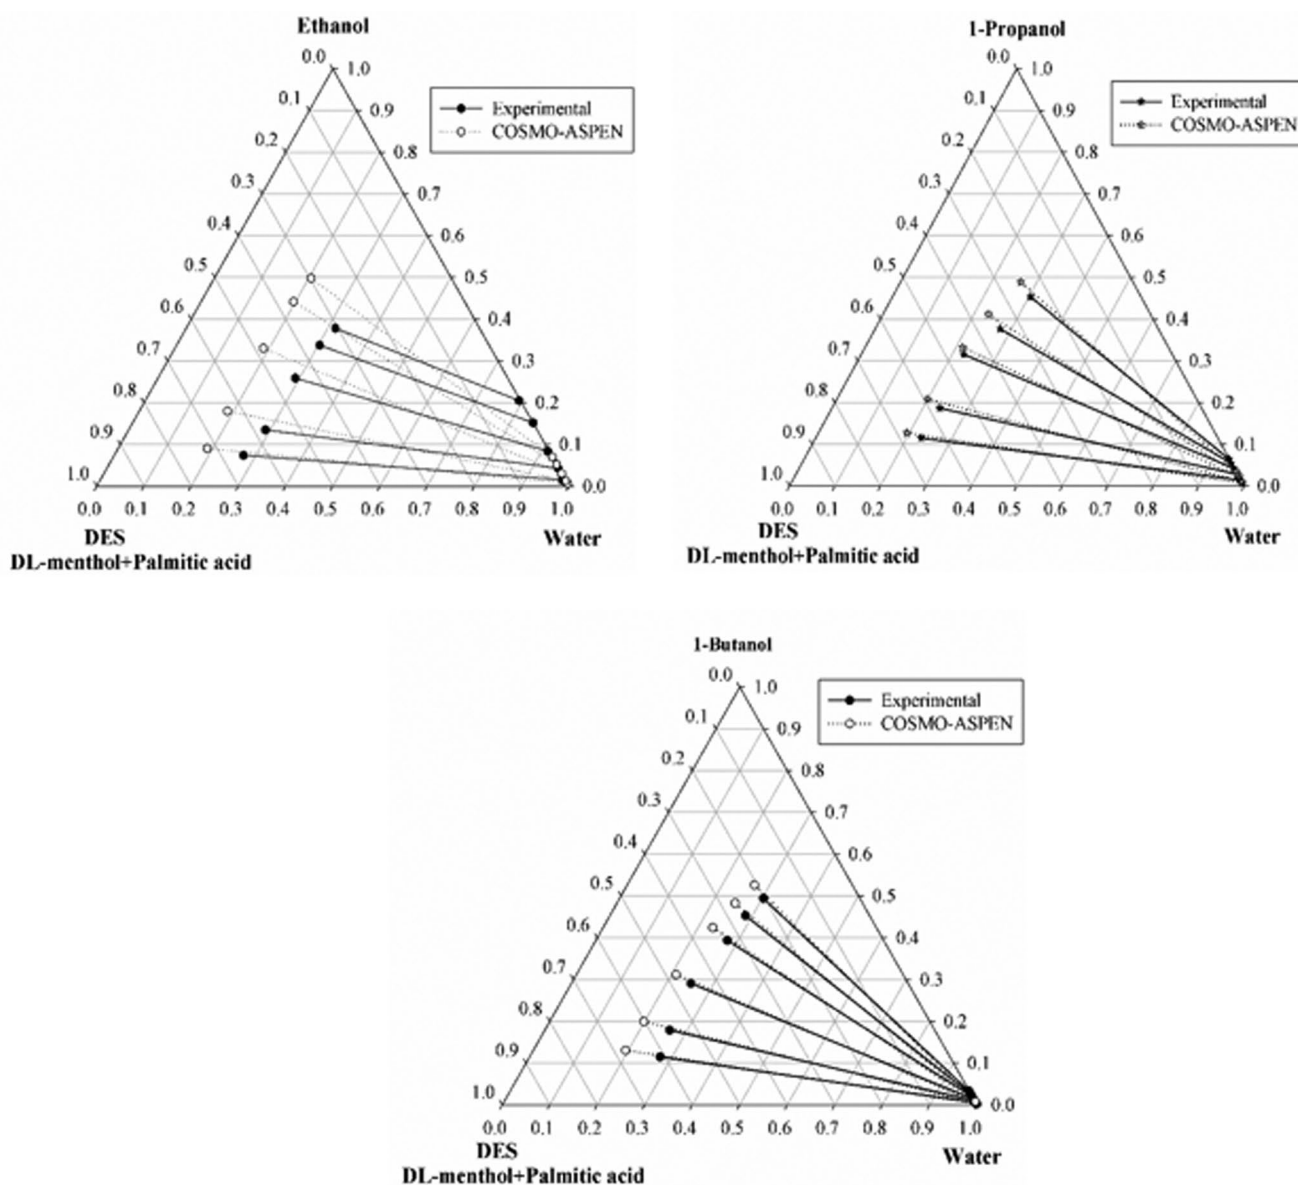 Ethanol
0.0 1.0
0.1 0.9
0.2 0.8
0.3 0.7
0.4 0.6
0.5 0.5
0.6 0.4
0.7 0.3
0.8 0.2
0.9 0.1
1.0 0.0
0.0 0.1 0.2 0.3 0.4 0.5 0.6 0.7 0.8 0.9 1.0
DES Water
DL-menthol+Palmitic acid
Experimental
COSMO-ASPEN
1-Propanol
0.0 1.0
0.1 0.9
0.2 0.8
0.3 0.7
0.4 0.6
0.5 0.5
0.6 0.4
0.7 0.3
0.8 0.2
0.9 0.1
1.0 0.0
0.0 0.1 0.2 0.3 0.4 0.5 0.6 0.7 0.8 0.9 1.0
DES Water
DL-menthol+Palmitic acid
Experimental
COSMO-ASPEN
1-Butanol
0.0 1.0
0.1 0.9
0.2 0.8
0.3 0.7
0.4 0.6
0.5 0.5
0.6 0.4
0.7 0.3
0.8 0.2
0.9 0.1
1.0 0.0
0.0 0.1 0.2 0.3 0.4 0.5 0.6 0.7 0.8 0.9 1.0
DES Water
DL-menthol+Palmitic acid
Experimental
COSMO-ASPEN